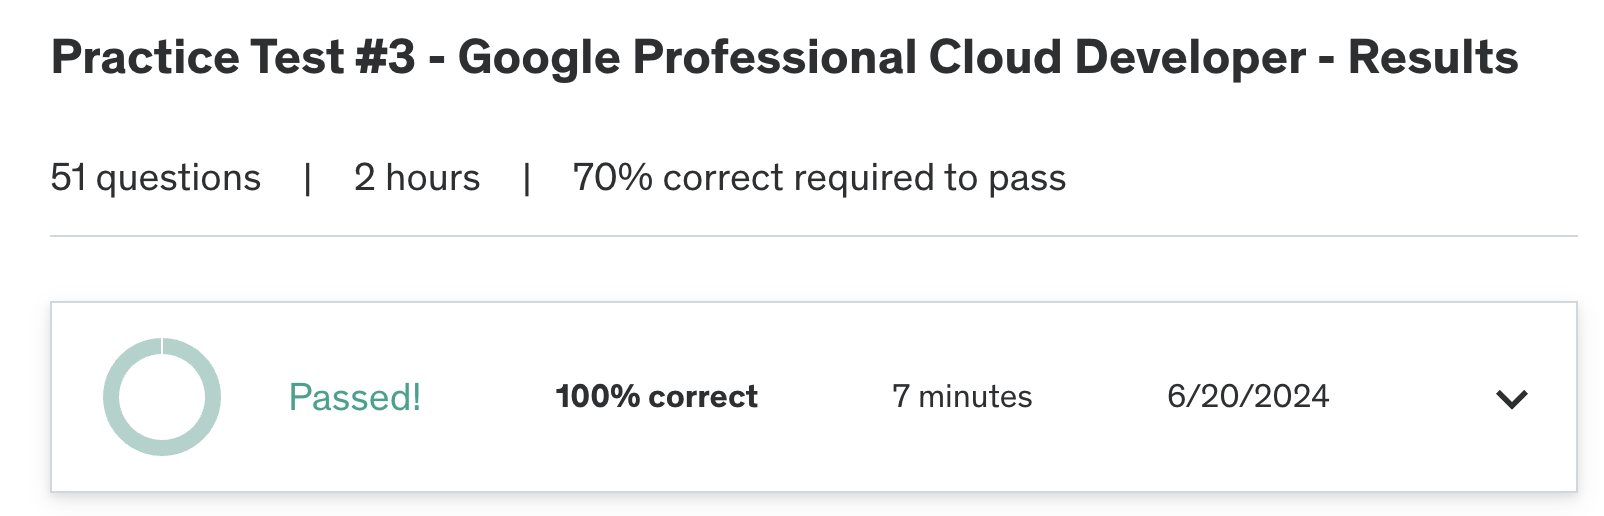 Practice Test #3 - Google Professional Cloud Developer - Results
51 questions | 2 hours | 70% correct required to pass
Passed! 100% correct 7 minutes 6/20/2024